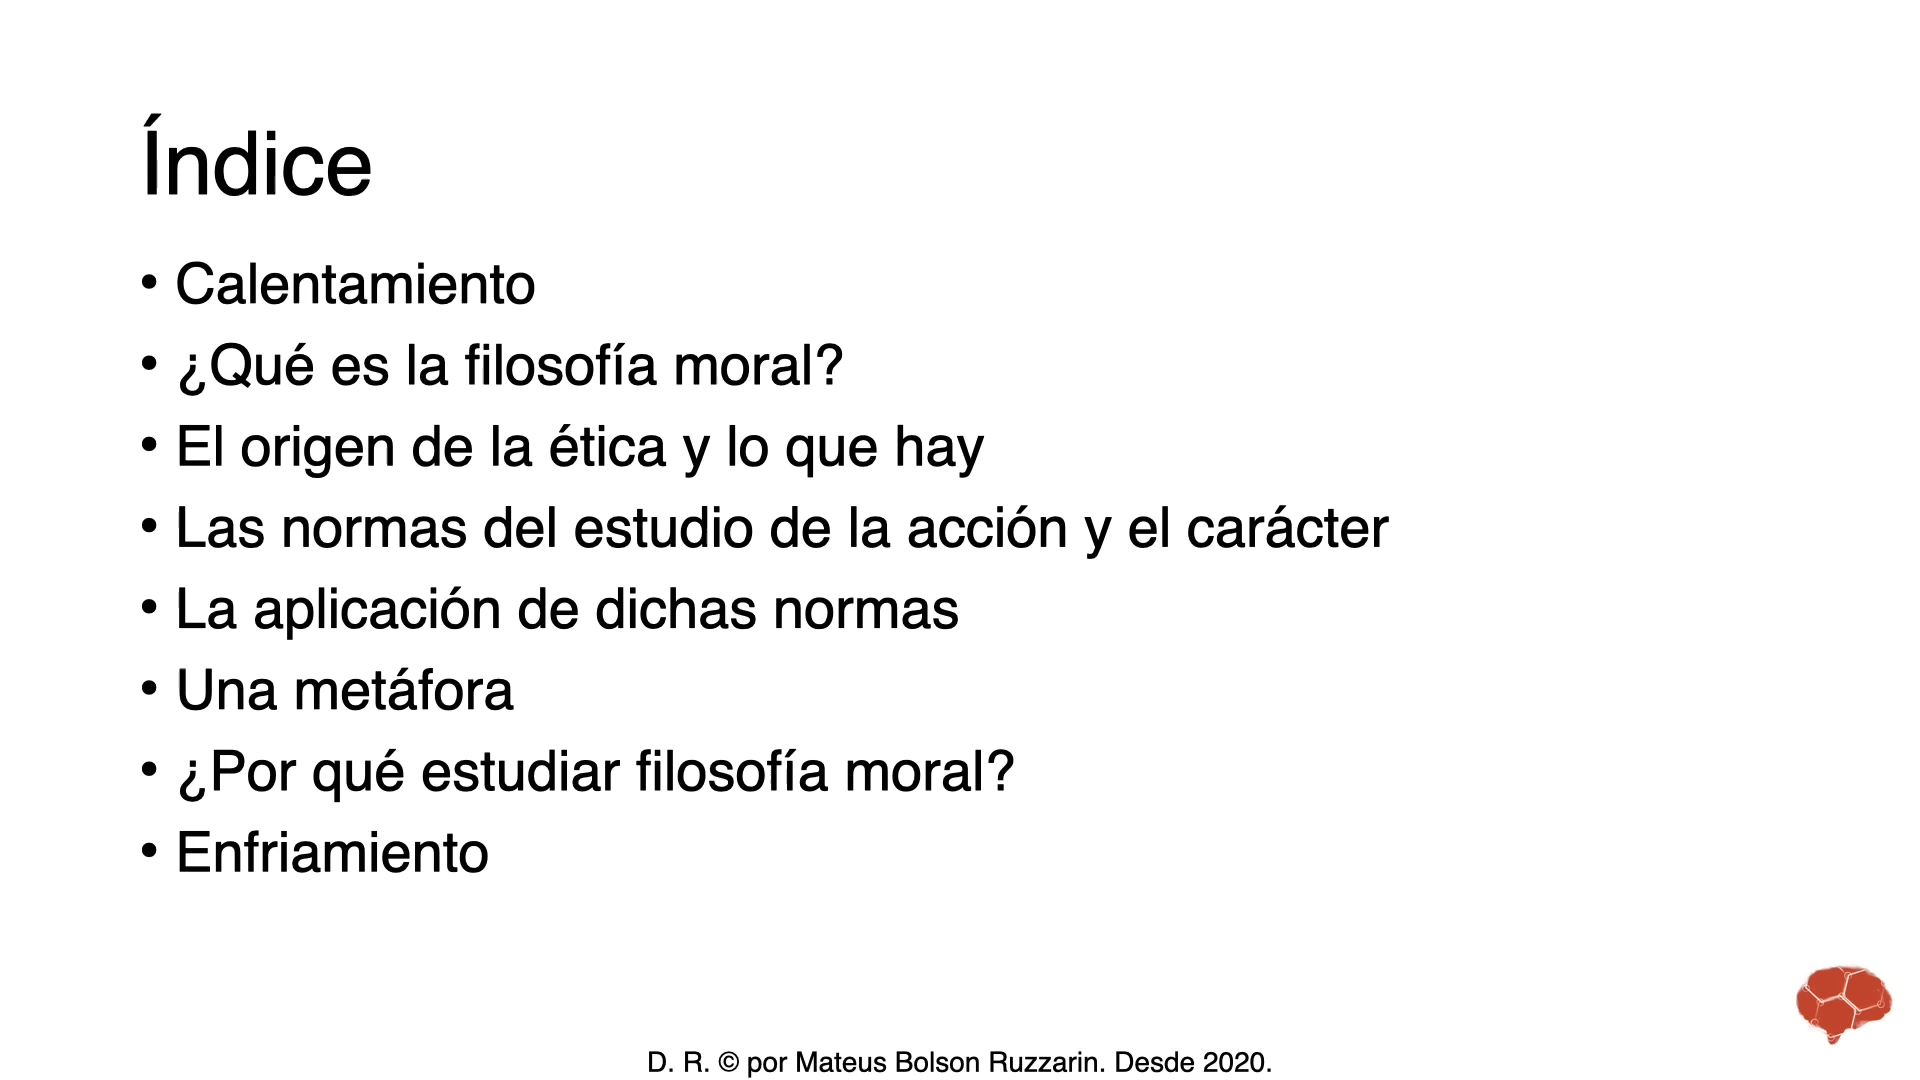 Índice
• Calentamiento
• ¿Qué es la filosofía moral?
• El origen de la ética y lo que hay
• Las normas del estudio de la acción y el carácter
• La aplicación de dichas normas
• Una metáfora
• ¿Por qué estudiar filosofía moral?
• Enfriamiento
D. R. © por Mateus Bolson Ruzzarin. Desde 2020.